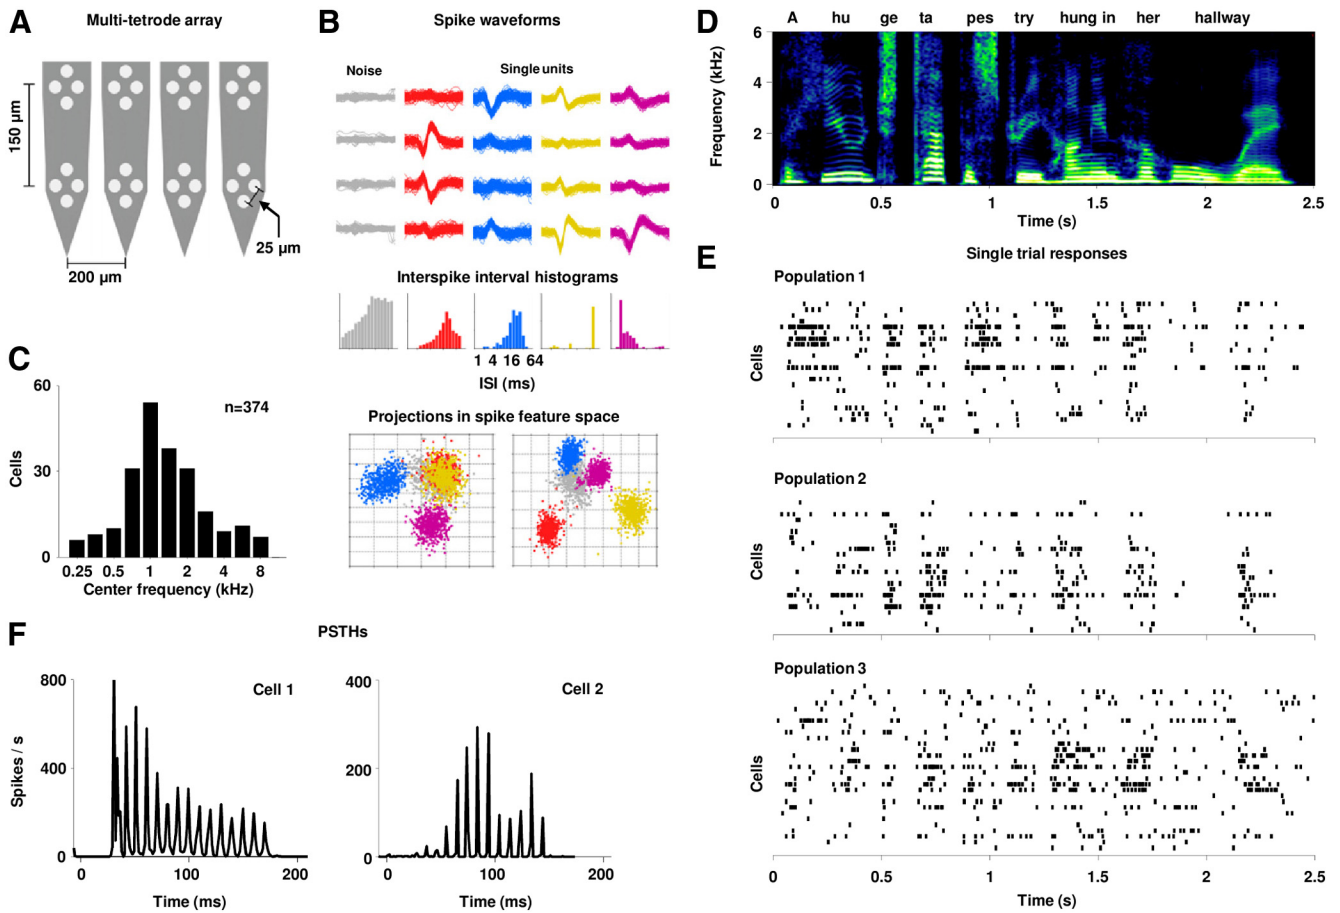 A
Multi-tetrode array
150 µm
25 µm
200 µm
B
Spike waveforms
Noise
Single units
Interspike interval histograms
1 4 16 64
ISI (ms)
Projections in spike feature space
C
60
30
0
Cells
n=374
0.25 0.5 1 2 4 8
Center frequency (kHz)
D
A hu ge ta pes try hung in her hallway
6
4
2
0
Frequency (kHz)
0 0.5 1 1.5 2 2.5
Time (s)
E
Single trial responses
Population 1
Cells
Population 2
Cells
Population 3
Cells
0 0.5 1 1.5 2 2.5
Time (s)
F
PSTHs
Cell 1
800
400
0
Spikes / s
0 100 200
Time (ms)
Cell 2
400
200
0
0 100 200
Time (ms)